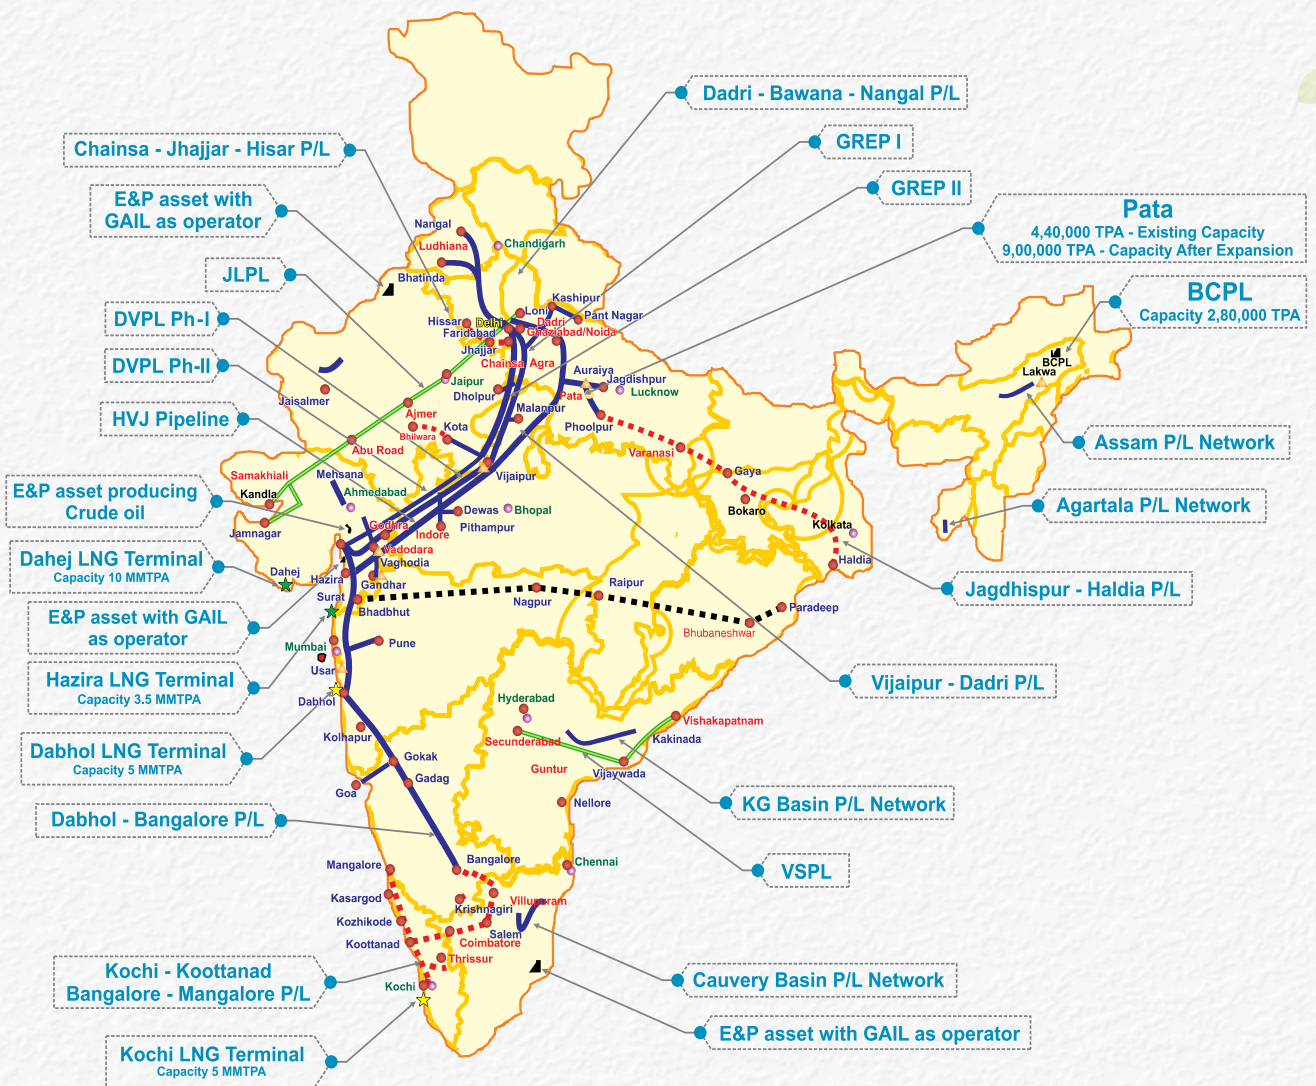 Dadri - Bawana - Nangal P/L
GREP I
GREP II
Pata
4,40,000 TPA - Existing Capacity
9,00,000 TPA - Capacity After Expansion
BCPL
Capacity 2,80,000 TPA
Chainsa - Jhajjar - Hisar P/L
E&P asset with
GAIL as operator
JLPL
DVPL Ph-I
DVPL Ph-II
HVJ Pipeline
E&P asset producing
Crude oil
Dahej LNG Terminal
Capacity 10 MMTPA
E&P asset with GAIL
as operator
Hazira LNG Terminal
Capacity 3.5 MMTPA
Dabhol LNG Terminal
Capacity 5 MMTPA
Dabhol - Bangalore P/L
Kochi - Koottanad
Bangalore - Mangalore P/L
Kochi LNG Terminal
Capacity 5 MMTPA
Assam P/L Network
Agartala P/L Network
Jagdhispur - Haldia P/L
Vijaipur - Dadri P/L
KG Basin P/L Network
VSPL
Cauvery Basin P/L Network
E&P asset with GAIL as operator
Nangal
Ludhiana
Chandigarh
Bhatinda
Kashipur
Loni
Pant Nagar
Hissar
Delhi
Dadri
Faridabad
Ghaziabad/Noida
Jhajjar
Chainsa
Agra
Auraiya
Jagdishpur
Jaipur
Lucknow
Jaisalmer
Dholpur
Pata
Malanpur
Phoolpur
Ajmer
Kota
Bhilwara
Abu Road
Varanasi
Gaya
Vijaipur
Samakhiali
Mehsana
Kandla
Ahmedabad
Dewas
Bhopal
Bokaro
Kolkata
Jamnagar
Godhra
Indore
Pithampur
Vadodara
Vaghodia
Haldia
Dahej
Hazira
Gandhar
Surat
Bhadbhut
Nagpur
Raipur
Paradeep
Bhubaneshwar
Mumbai
Pune
Usar
Dabhol
Hyderabad
Vishakapatnam
Kolhapur
Secunderabad
Kakinada
Gokak
Guntur
Vijaywada
Gadag
Goa
Nellore
Bangalore
Chennai
Mangalore
Kasargod
Krishnagiri
Villupuram
Kozhikode
Salem
Koottanad
Coimbatore
Thrissur
Kochi
BCPL
Lakwa